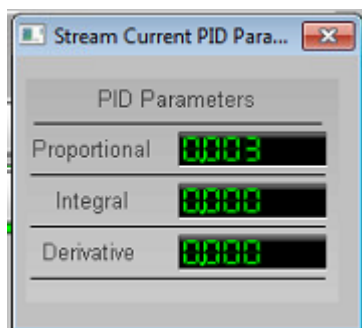 Stream Current PID Para...
PID Parameters
Proportional 0.003
Integral 0.000
Derivative 0.000